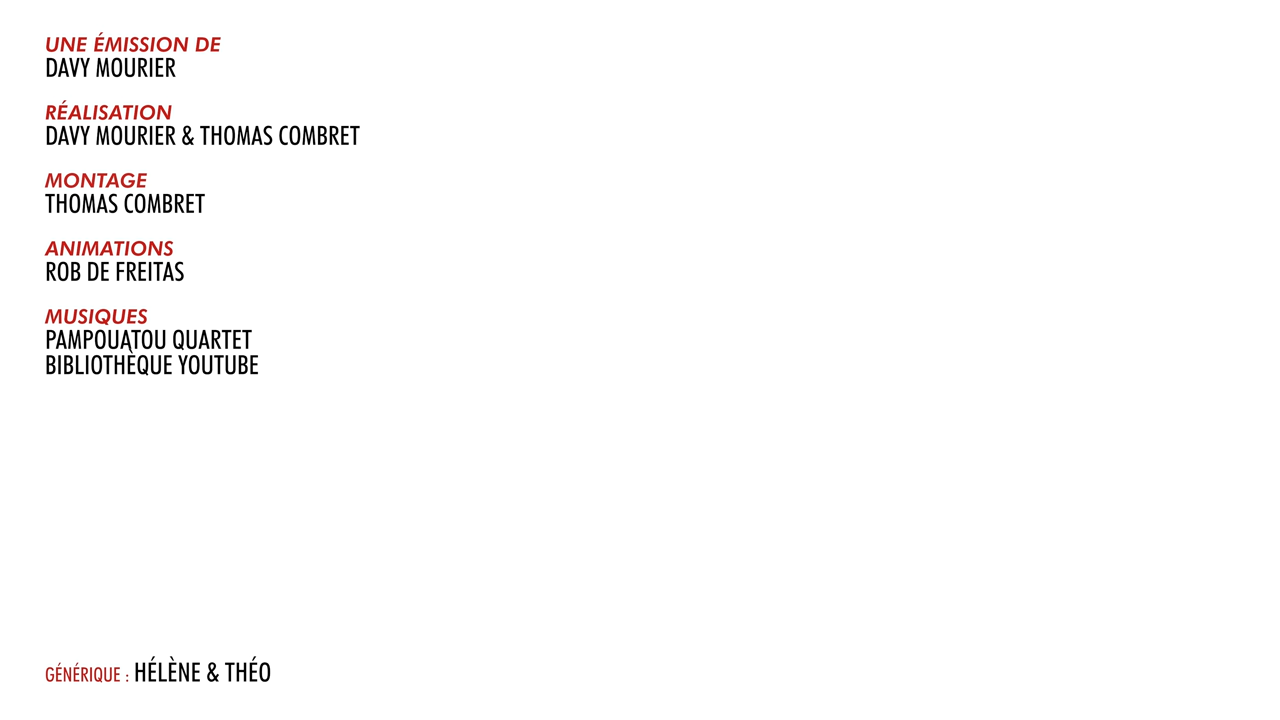 UNE ÉMISSION DE
DAVY MOURIER
RÉALISATION
DAVY MOURIER & THOMAS COMBRET
MONTAGE
THOMAS COMBRET
ANIMATIONS
ROB DE FREITAS
MUSIQUES
PAMPOUATOU QUARTET
BIBLIOTHÈQUE YOUTUBE
GÉNÉRIQUE : HÉLÈNE & THÉO